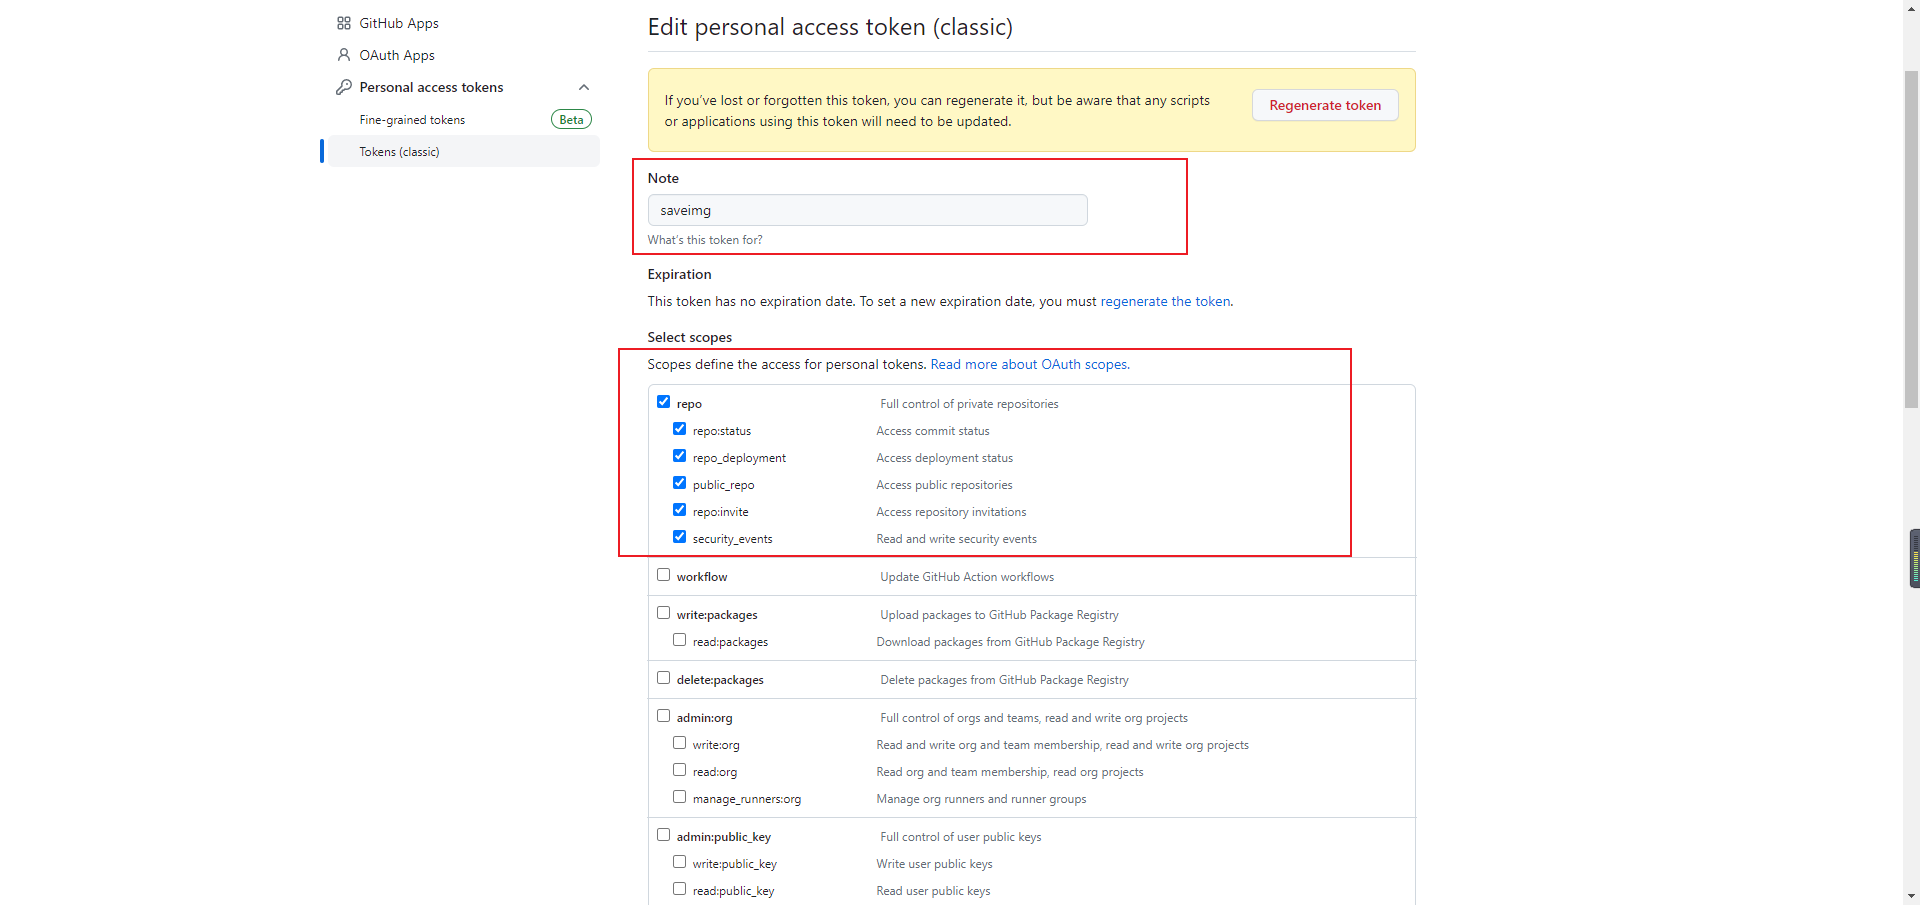 GitHub Apps
OAuth Apps
Personal access tokens
Fine-grained tokens
Beta
Tokens (classic)
Edit personal access token (classic)
If you've lost or forgotten this token, you can regenerate it, but be aware that any scripts
or applications using this token will need to be updated.
Regenerate token
Note
saveimg
What's this token for?
Expiration
This token has no expiration date. To set a new expiration date, you must regenerate the token.
Select scopes
Scopes define the access for personal tokens. Read more about OAuth scopes.
repo Full control of private repositories
repo:status Access commit status
repo_deployment Access deployment status
public_repo Access public repositories
repo:invite Access repository invitations
security_events Read and write security events
workflow Update GitHub Action workflows
write:packages Upload packages to GitHub Package Registry
read:packages Download packages from GitHub Package Registry
delete:packages Delete packages from GitHub Package Registry
admin:org Full control of orgs and teams, read and write org projects
write:org Read and write org and team membership, read and write org projects
read:org Read org and team membership, read org projects
manage_runners:org Manage org runners and runner groups
admin:public_key Full control of user public keys
write:public_key Write user public keys
read:public_key Read user public keys